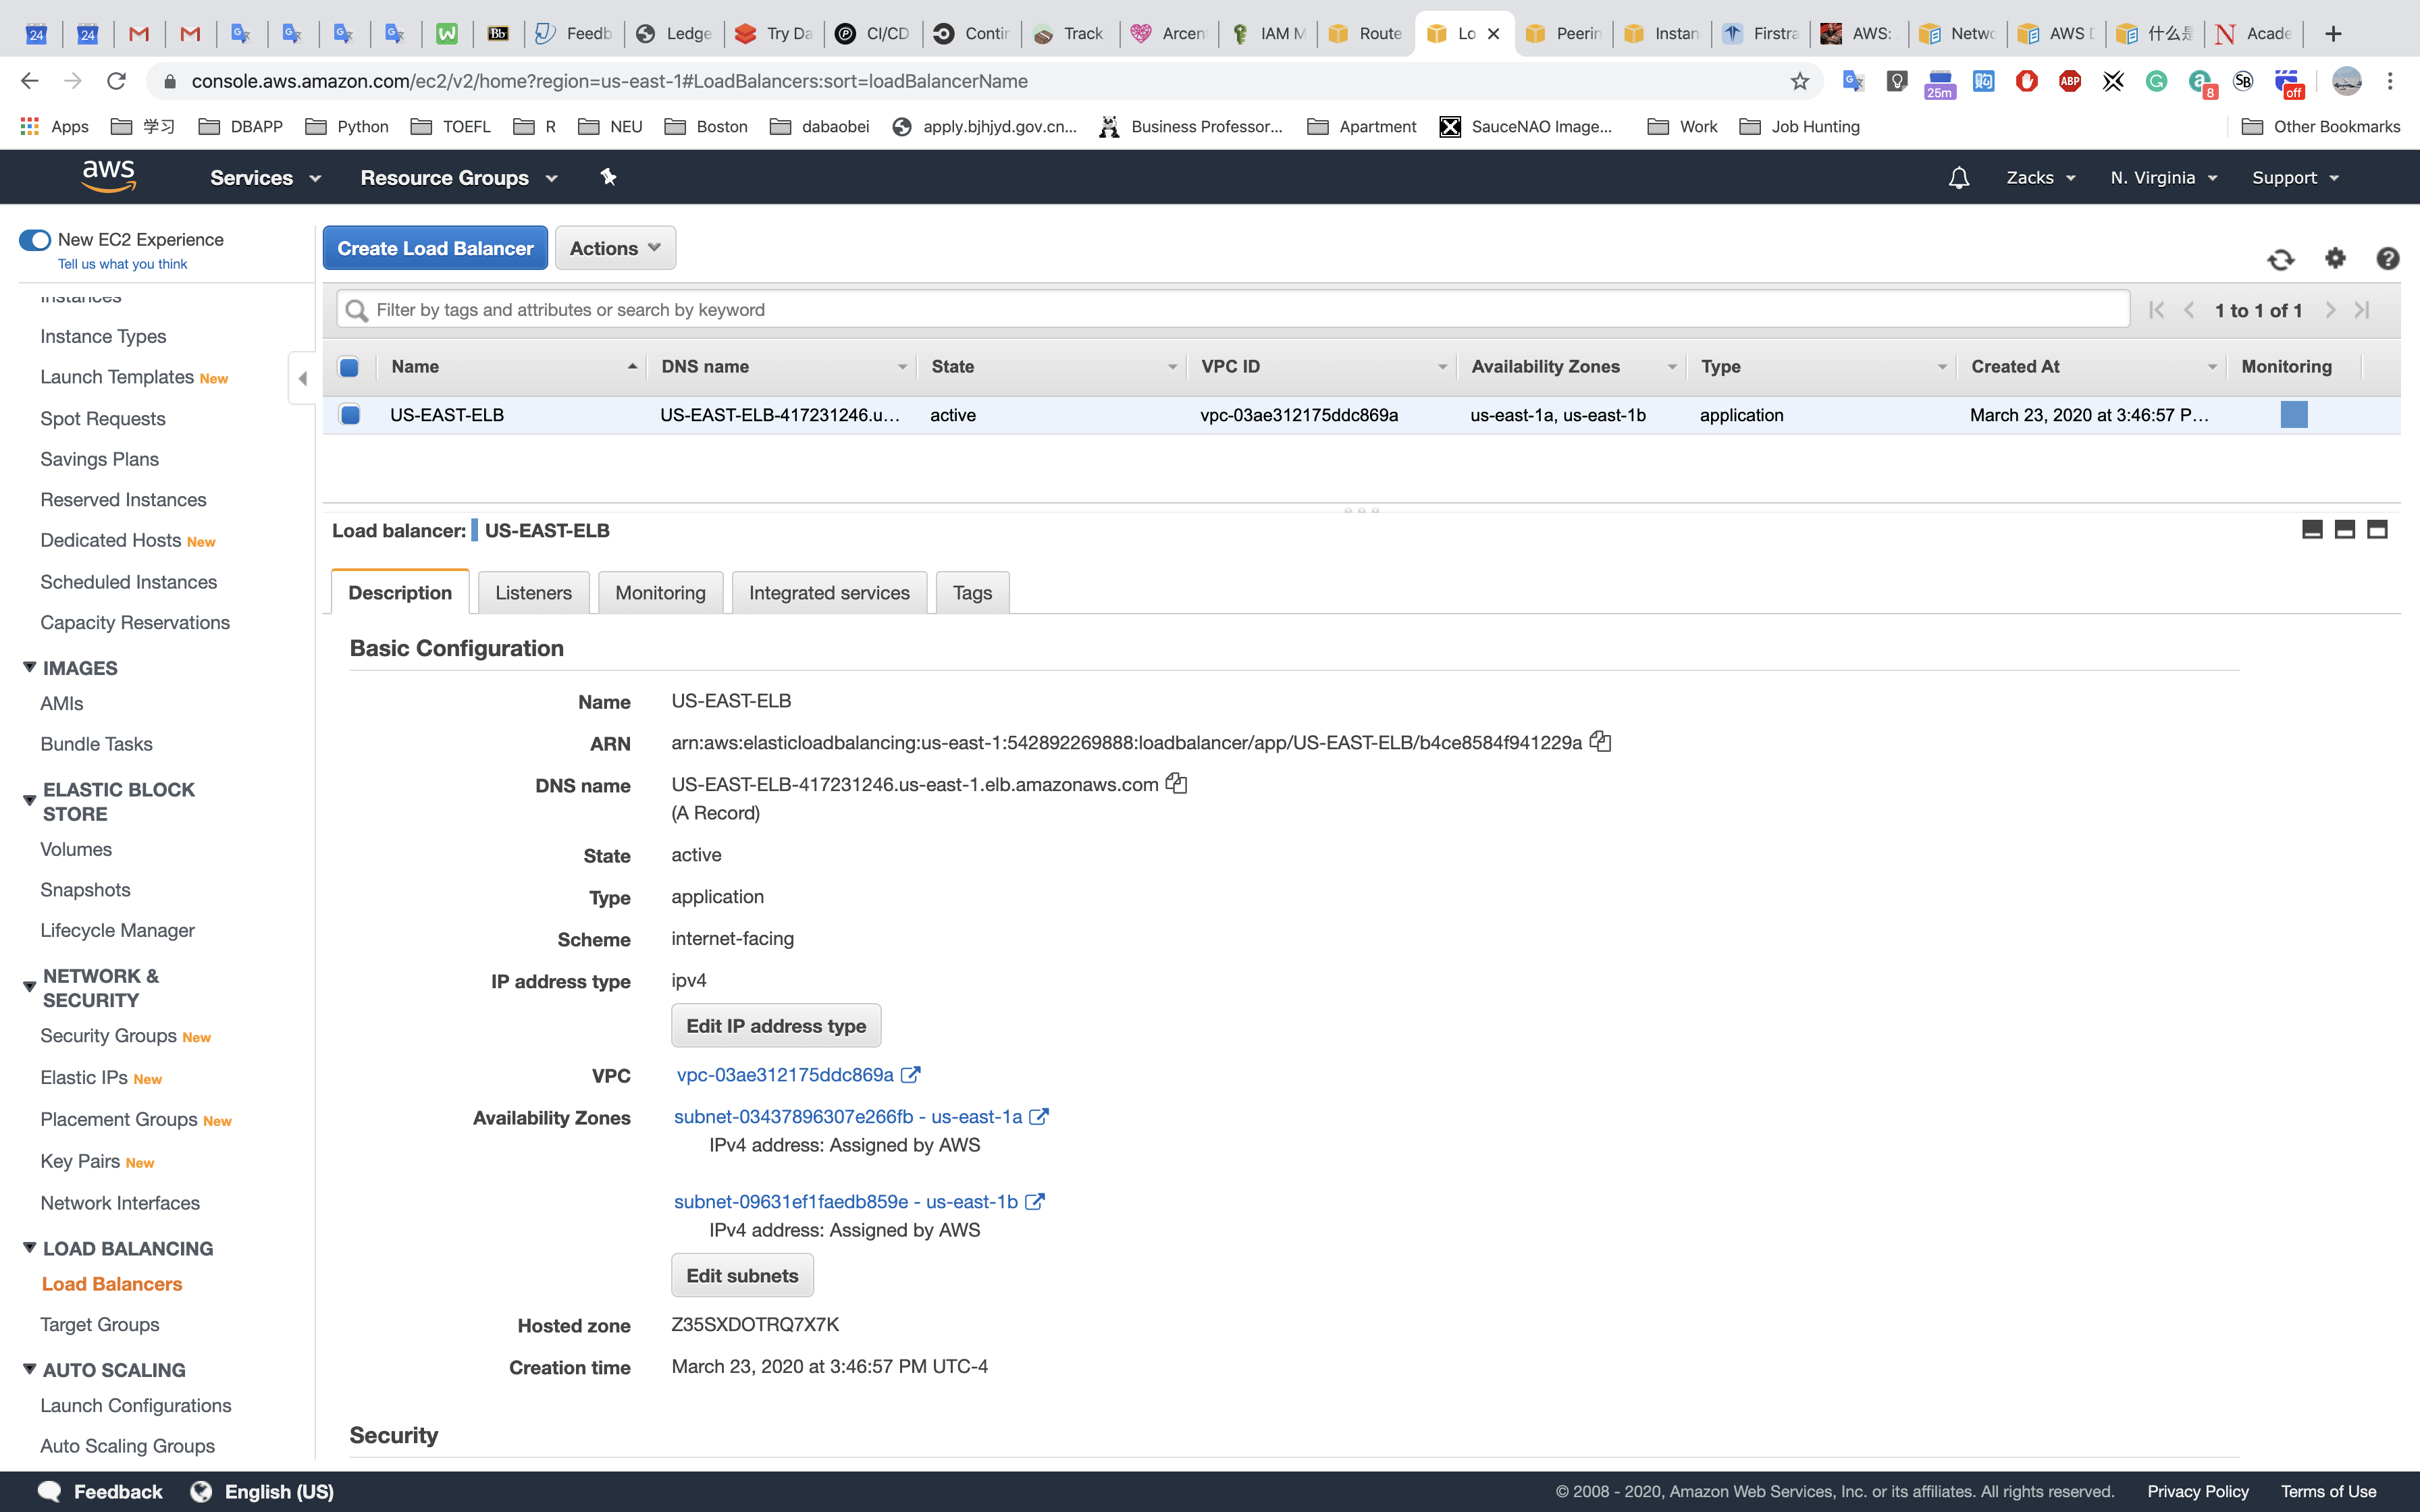 24
24
Bb
Feedb
Ledge
Try Da
CI/CD
Contin
Track
Arcen
IAM M
Route
Lo
Peerin
Instan
Firstra
AWS:
Netwo
AWS D
什么是
Acade
console.aws.amazon.com/ec2/v2/home?region=us-east-1#LoadBalancers:sort=loadBalancerName
25m
ABP
8
SB
off
Apps
学习
DBAPP
Python
TOEFL
R
NEU
Boston
dabaobei
apply.bjhjyd.gov.cn...
Business Professor...
Apartment
SauceNAO Image...
Work
Job Hunting
Other Bookmarks
aws
Services
Resource Groups
Zacks
N. Virginia
Support
New EC2 Experience
Tell us what you think
Instances
Instance Types
Launch Templates New
Spot Requests
Savings Plans
Reserved Instances
Dedicated Hosts New
Scheduled Instances
Capacity Reservations
IMAGES
AMIs
Bundle Tasks
ELASTIC BLOCK
STORE
Volumes
Snapshots
Lifecycle Manager
NETWORK &
SECURITY
Security Groups New
Elastic IPs New
Placement Groups New
Key Pairs New
Network Interfaces
LOAD BALANCING
Load Balancers
Target Groups
AUTO SCALING
Launch Configurations
Auto Scaling Groups
Create Load Balancer
Actions
Filter by tags and attributes or search by keyword
1 to 1 of 1
Name DNS name State VPC ID Availability Zones Type Created At Monitoring
US-EAST-ELB US-EAST-ELB-417231246.u... active vpc-03ae312175ddc869a us-east-1a, us-east-1b application March 23, 2020 at 3:46:57 P...
Load balancer: US-EAST-ELB
Description
Listeners
Monitoring
Integrated services
Tags
Basic Configuration
Name US-EAST-ELB
ARN arn:aws:elasticloadbalancing:us-east-1:542892269888:loadbalancer/app/US-EAST-ELB/b4ce8584f941229a
DNS name US-EAST-ELB-417231246.us-east-1.elb.amazonaws.com
(A Record)
State active
Type application
Scheme internet-facing
IP address type ipv4
Edit IP address type
VPC vpc-03ae312175ddc869a
Availability Zones subnet-03437896307e266fb - us-east-1a
IPv4 address: Assigned by AWS
subnet-09631ef1faedb859e - us-east-1b
IPv4 address: Assigned by AWS
Edit subnets
Hosted zone Z35SXDOTRQ7X7K
Creation time March 23, 2020 at 3:46:57 PM UTC-4
Security
Feedback
English (US)
© 2008 - 2020, Amazon Web Services, Inc. or its affiliates. All rights reserved.
Privacy Policy
Terms of Use